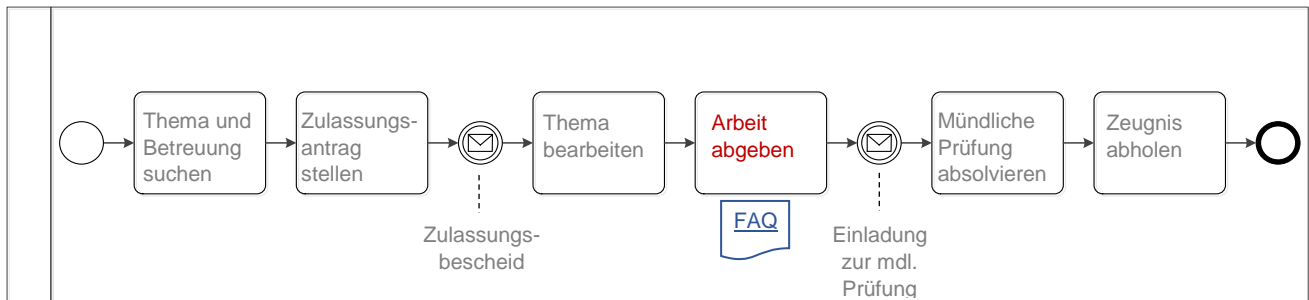 Thema und
Betreuung
suchen
Zulassungs-
antrag
stellen
Zulassungs-
bescheid
Thema
bearbeiten
Arbeit
abgeben
FAQ
Einladung
zur mdl.
Prüfung
Mündliche
Prüfung
absolvieren
Zeugnis
abholen